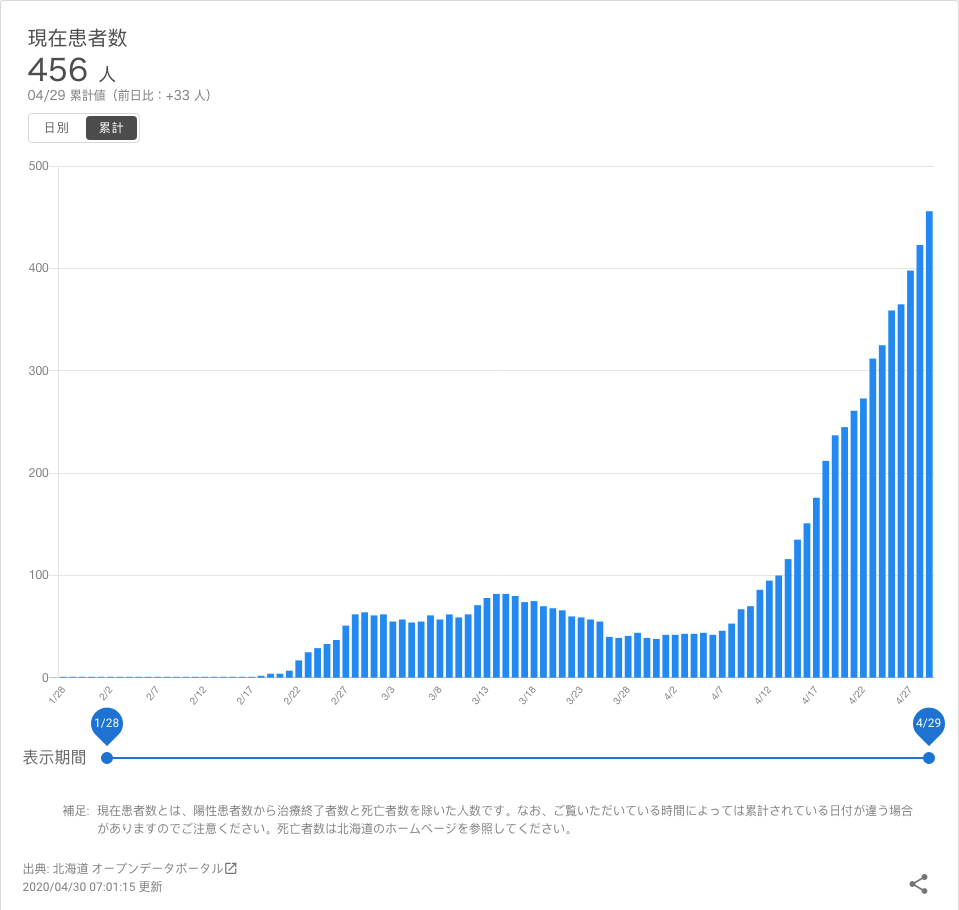 現在患者数
456 人
04/29 累計値（前日比：+33 人）
日別 累計
500
400
300
200
100
0
1/28 2/2 2/7 2/12 2/17 2/22 2/27 3/3 3/8 3/13 3/18 3/23 3/28 4/2 4/7 4/12 4/17 4/22 4/27
1/28 4/29
表示期間
補足: 現在患者数とは、陽性患者数から治療終了者数と死亡者数を除いた人数です。なお、ご覧いただいている時間によっては累計されている日付が違う場合
がありますのでご注意ください。死亡者数は北海道のホームページを参照してください。
出典: 北海道 オープンデータポータル
2020/04/30 07:01:15 更新